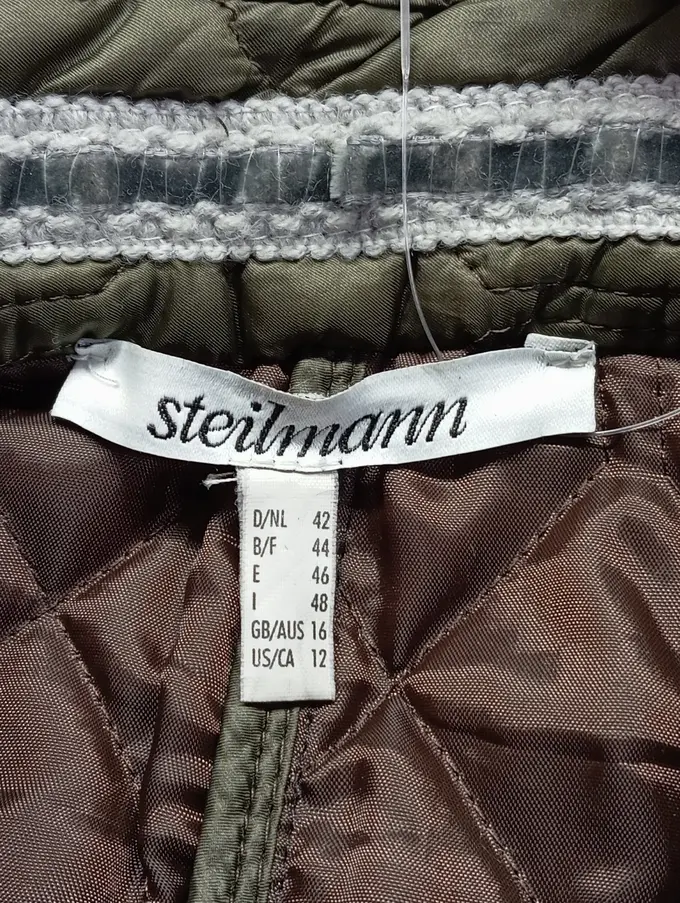 steilmann
D/NL 42
B/F 44
E 46
I 48
GB/AUS 16
US/CA 12